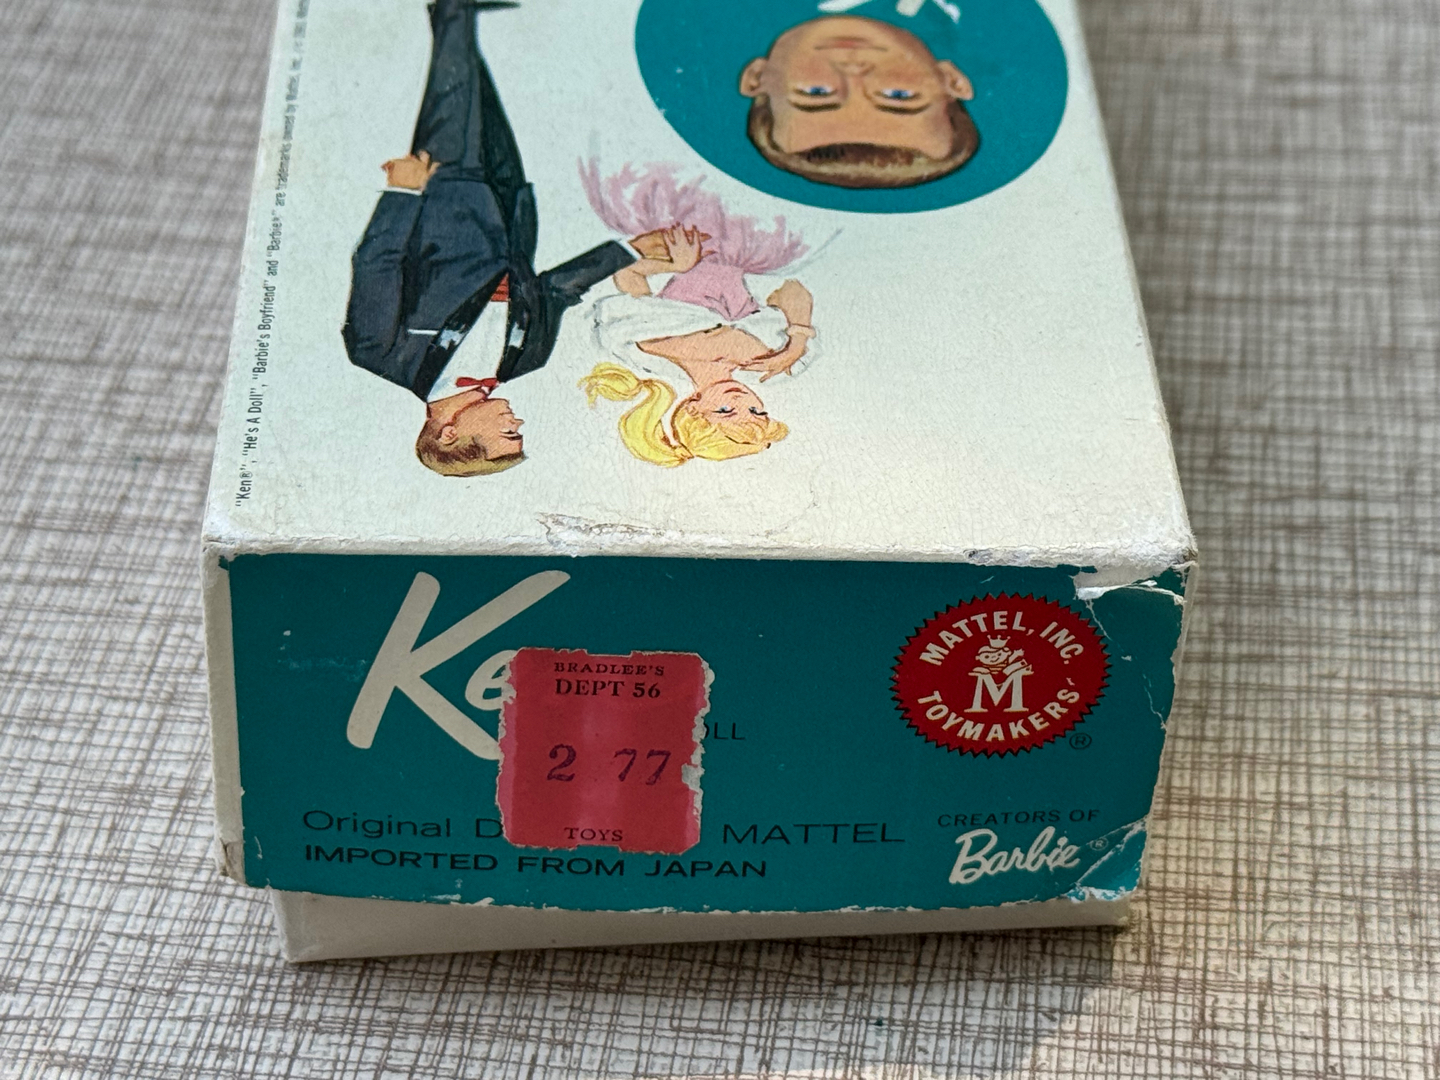 "Ken®", "He's A Doll", "Barbie's Boyfriend" and "Barbie®" are trademarks owned by Mattel, Inc.
Ke
BRADLEE'S
DEPT 56
2 77
TOYS
OLL
Original D MATTEL
IMPORTED FROM JAPAN
MATTEL, INC.
M
TOYMAKERS
®
CREATORS OF
Barbie®